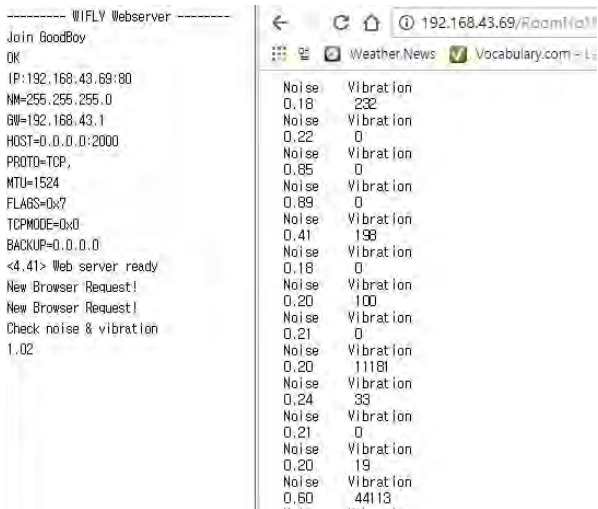 --------- WIFLY Webserver --------
Join GoodBoy
OK
IP:192.168.43.69:80
NM=255.255.255.0
GW=192.168.43.1
HOST=0.0.0.0:2000
PROTO=TCP,
MTU=1524
FLAGS=0x7
TCPMODE=0x0
BACKUP=0.0.0.0
<4.41> Web server ready
New Browser Request!
New Browser Request!
Check noise & vibration
1.02
192.168.43.69/RoomNo
Weather.News Vocabulary.com -
Noise Vibration
0.18 232
Noise Vibration
0.22 0
Noise Vibration
0.85 0
Noise Vibration
0.89 0
Noise Vibration
0.41 198
Noise Vibration
0.18 0
Noise Vibration
0.20 100
Noise Vibration
0.21 0
Noise Vibration
0.20 11181
Noise Vibration
0.24 33
Noise Vibration
0.21 0
Noise Vibration
0.20 19
Noise Vibration
0.60 44113